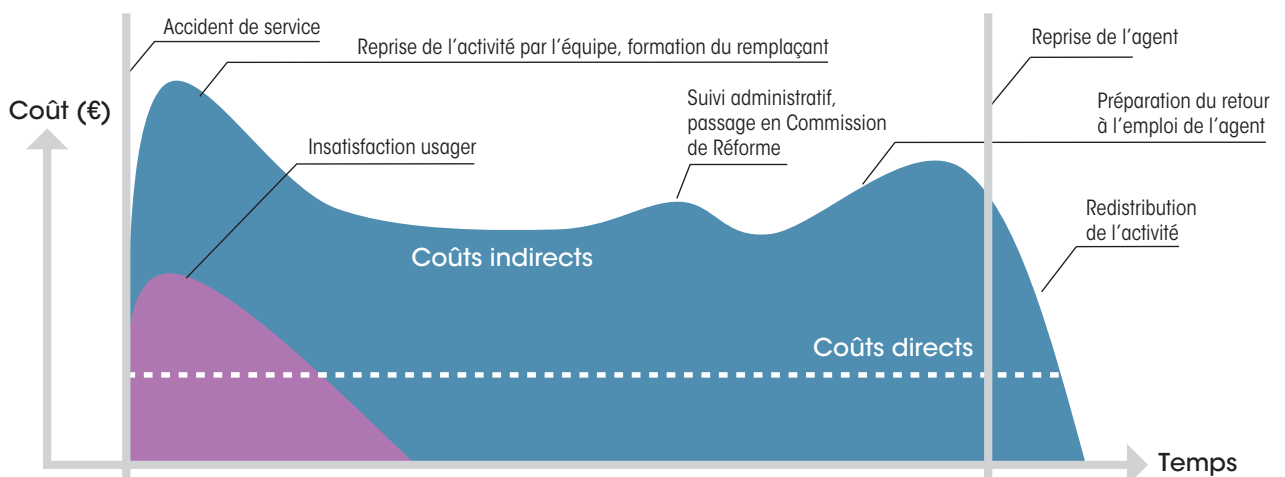 Accident de service
Reprise de l’activité par l’équipe, formation du remplaçant
Reprise de l’agent
Coût (€)
Suivi administratif,
passage en Commission
de Réforme
Préparation du retour
à l’emploi de l’agent
Insatisfaction usager
Redistribution
de l’activité
Coûts indirects
Coûts directs
Temps